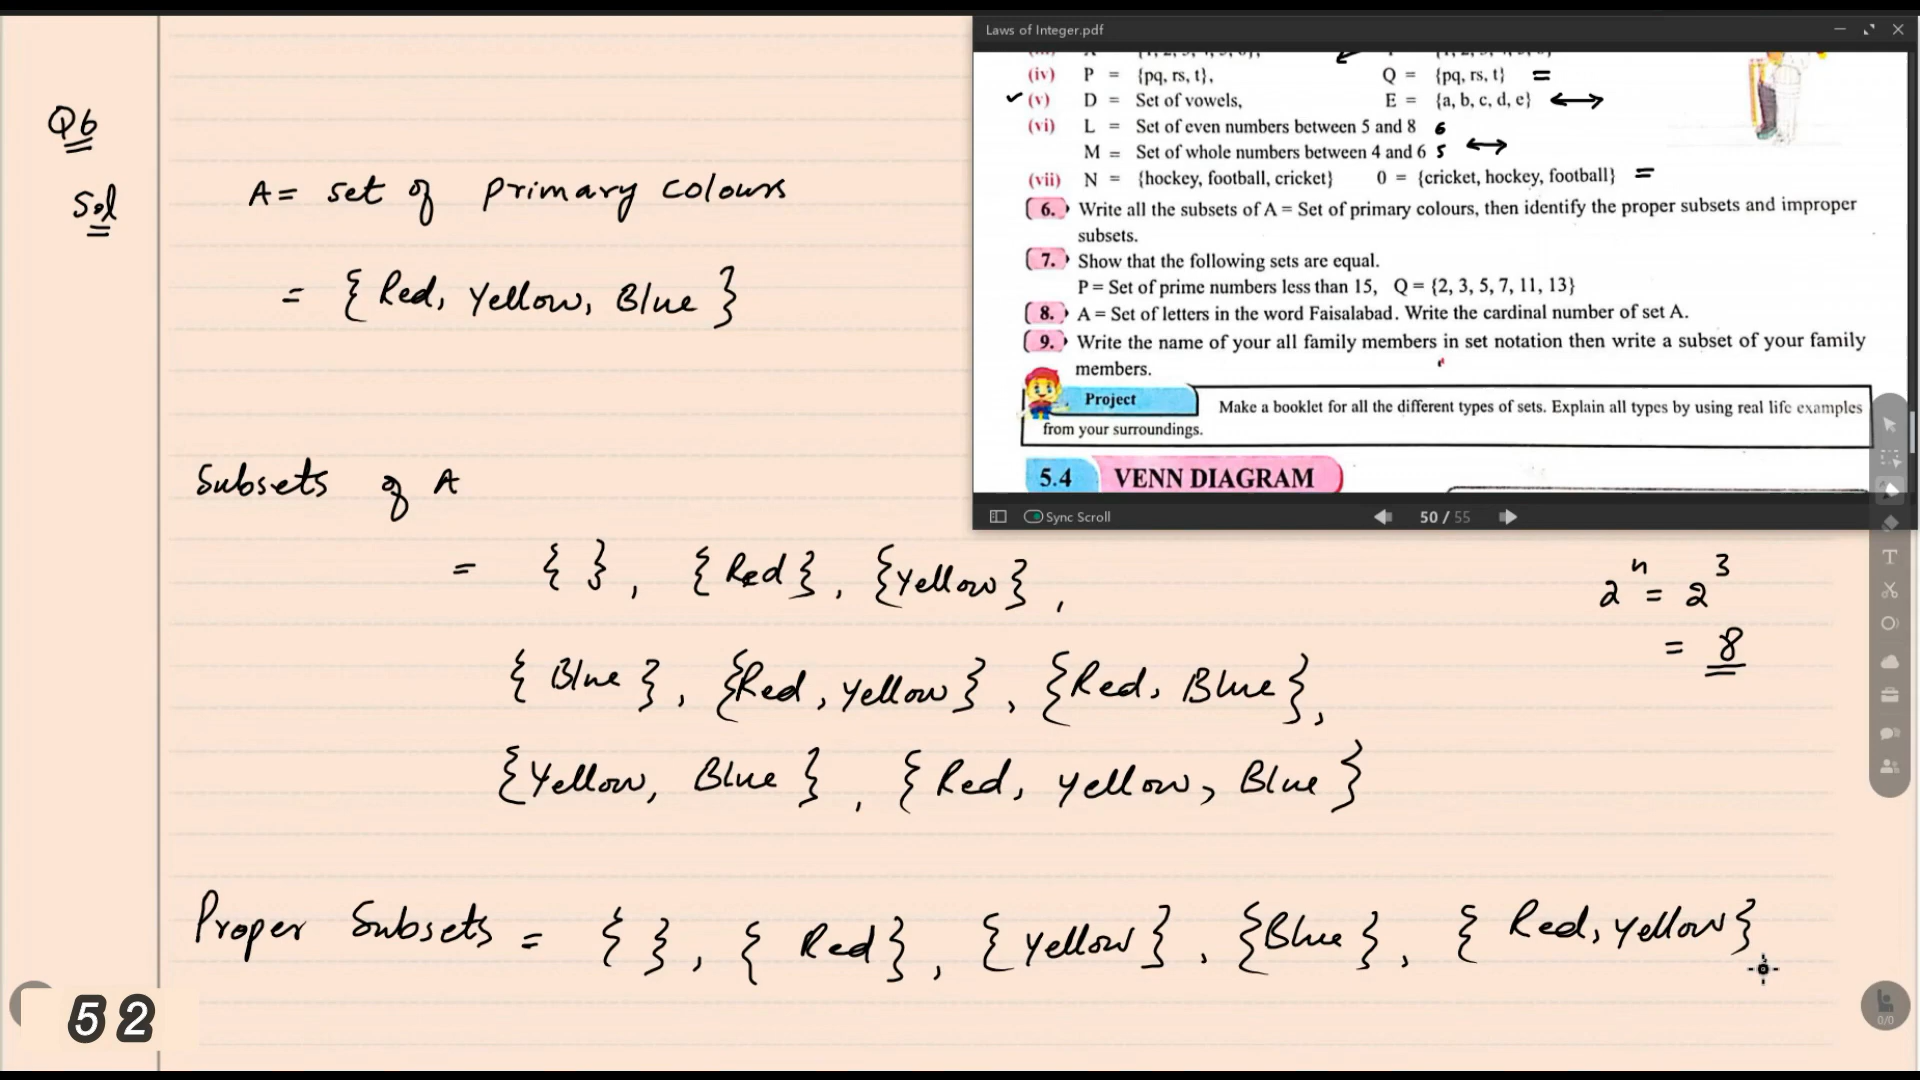 Q6
Sol
A = set of primary colours
= { Red, Yellow, Blue }
Subsets of A
= { }, { Red }, { Yellow },
{ Blue }, { Red, Yellow }, { Red, Blue },
{ Yellow, Blue }, { Red, Yellow, Blue }
Proper Subsets = { }, { Red }, { Yellow }, { Blue }, { Red, Yellow }
2^n = 2^3
= 8
52
Laws of Integer.pdf
(iv) P = {pq, rs, t}, Q = {pq, rs, t} =
✓ (v) D = Set of vowels, E = {a, b, c, d, e} ↔
(vi) L = Set of even numbers between 5 and 8 6
M = Set of whole numbers between 4 and 6 5 ↔
(vii) N = {hockey, football, cricket} 0 = {cricket, hockey, football} =
6. Write all the subsets of A = Set of primary colours, then identify the proper subsets and improper
subsets.
7. Show that the following sets are equal.
P = Set of prime numbers less than 15, Q = {2, 3, 5, 7, 11, 13}
8. A = Set of letters in the word Faisalabad. Write the cardinal number of set A.
9. Write the name of your all family members in set notation then write a subset of your family
members.
Project Make a booklet for all the different types of sets. Explain all types by using real life examples
from your surroundings.
5.4 VENN DIAGRAM
Sync Scroll
50 / 55
T
0/0